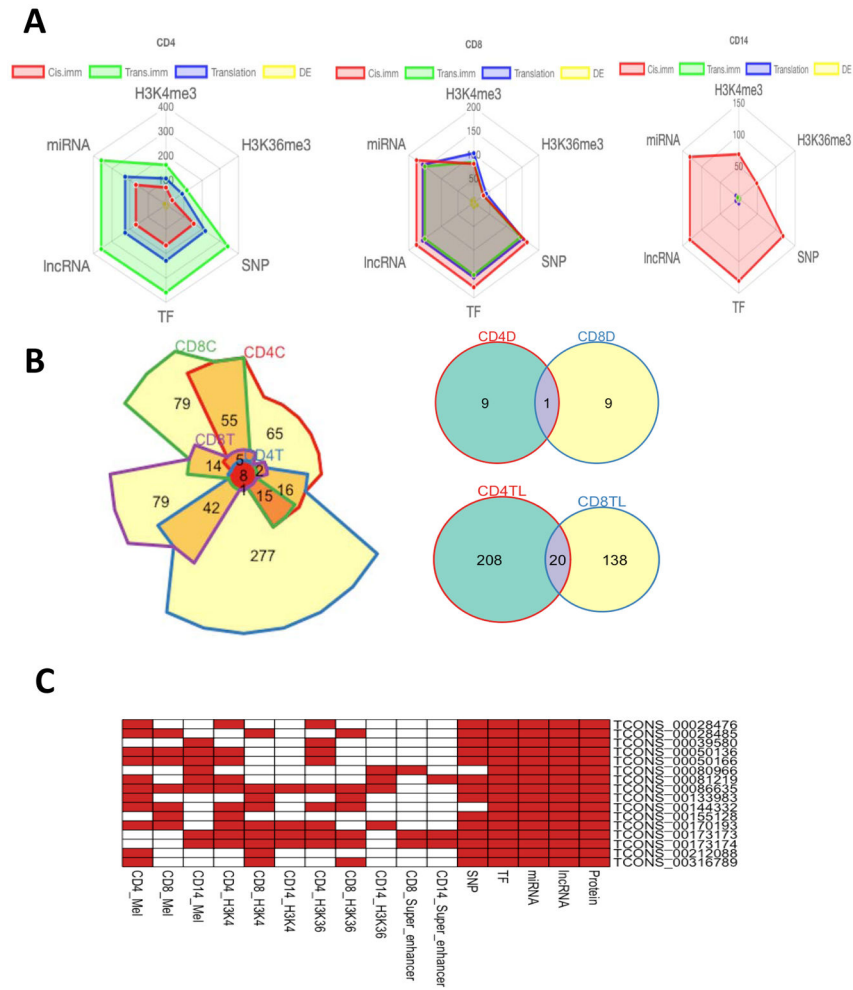 A
CD4
Cis.imm Trans.imm Translation DE
H3K4me3
400
300
200
100
H3K36me3
SNP
TF
lncRNA
miRNA
CD8
Cis.imm Trans.imm Translation DE
H3K4me3
200
150
100
50
H3K36me3
SNP
TF
lncRNA
miRNA
CD14
Cis.imm Trans.imm Translation DE
H3K4me3
150
100
50
H3K36me3
SNP
TF
lncRNA
miRNA
B
CD8C
CD4C
79
55
65
CD8T
CD4T
14
5
2
8
1
15
16
79
42
277
CD4D
CD8D
9
1
9
CD4TL
CD8TL
208
20
138
C
TCONS_00028476
TCONS_00028485
TCONS_00039580
TCONS_00050136
TCONS_00050166
TCONS_00080966
TCONS_00081219
TCONS_00086635
TCONS_00133983
TCONS_00144332
TCONS_00155128
TCONS_00170193
TCONS_00173173
TCONS_00173174
TCONS_00212088
TCONS_00316789
CD4_Mel
CD8_Mel
CD14_Mel
CD4_H3K4
CD8_H3K4
CD14_H3K4
CD4_H3K36
CD8_H3K36
CD14_H3K36
CD8_Super_enhancer
CD14_Super_enhancer
SNP
TF
miRNA
lncRNA
Protein